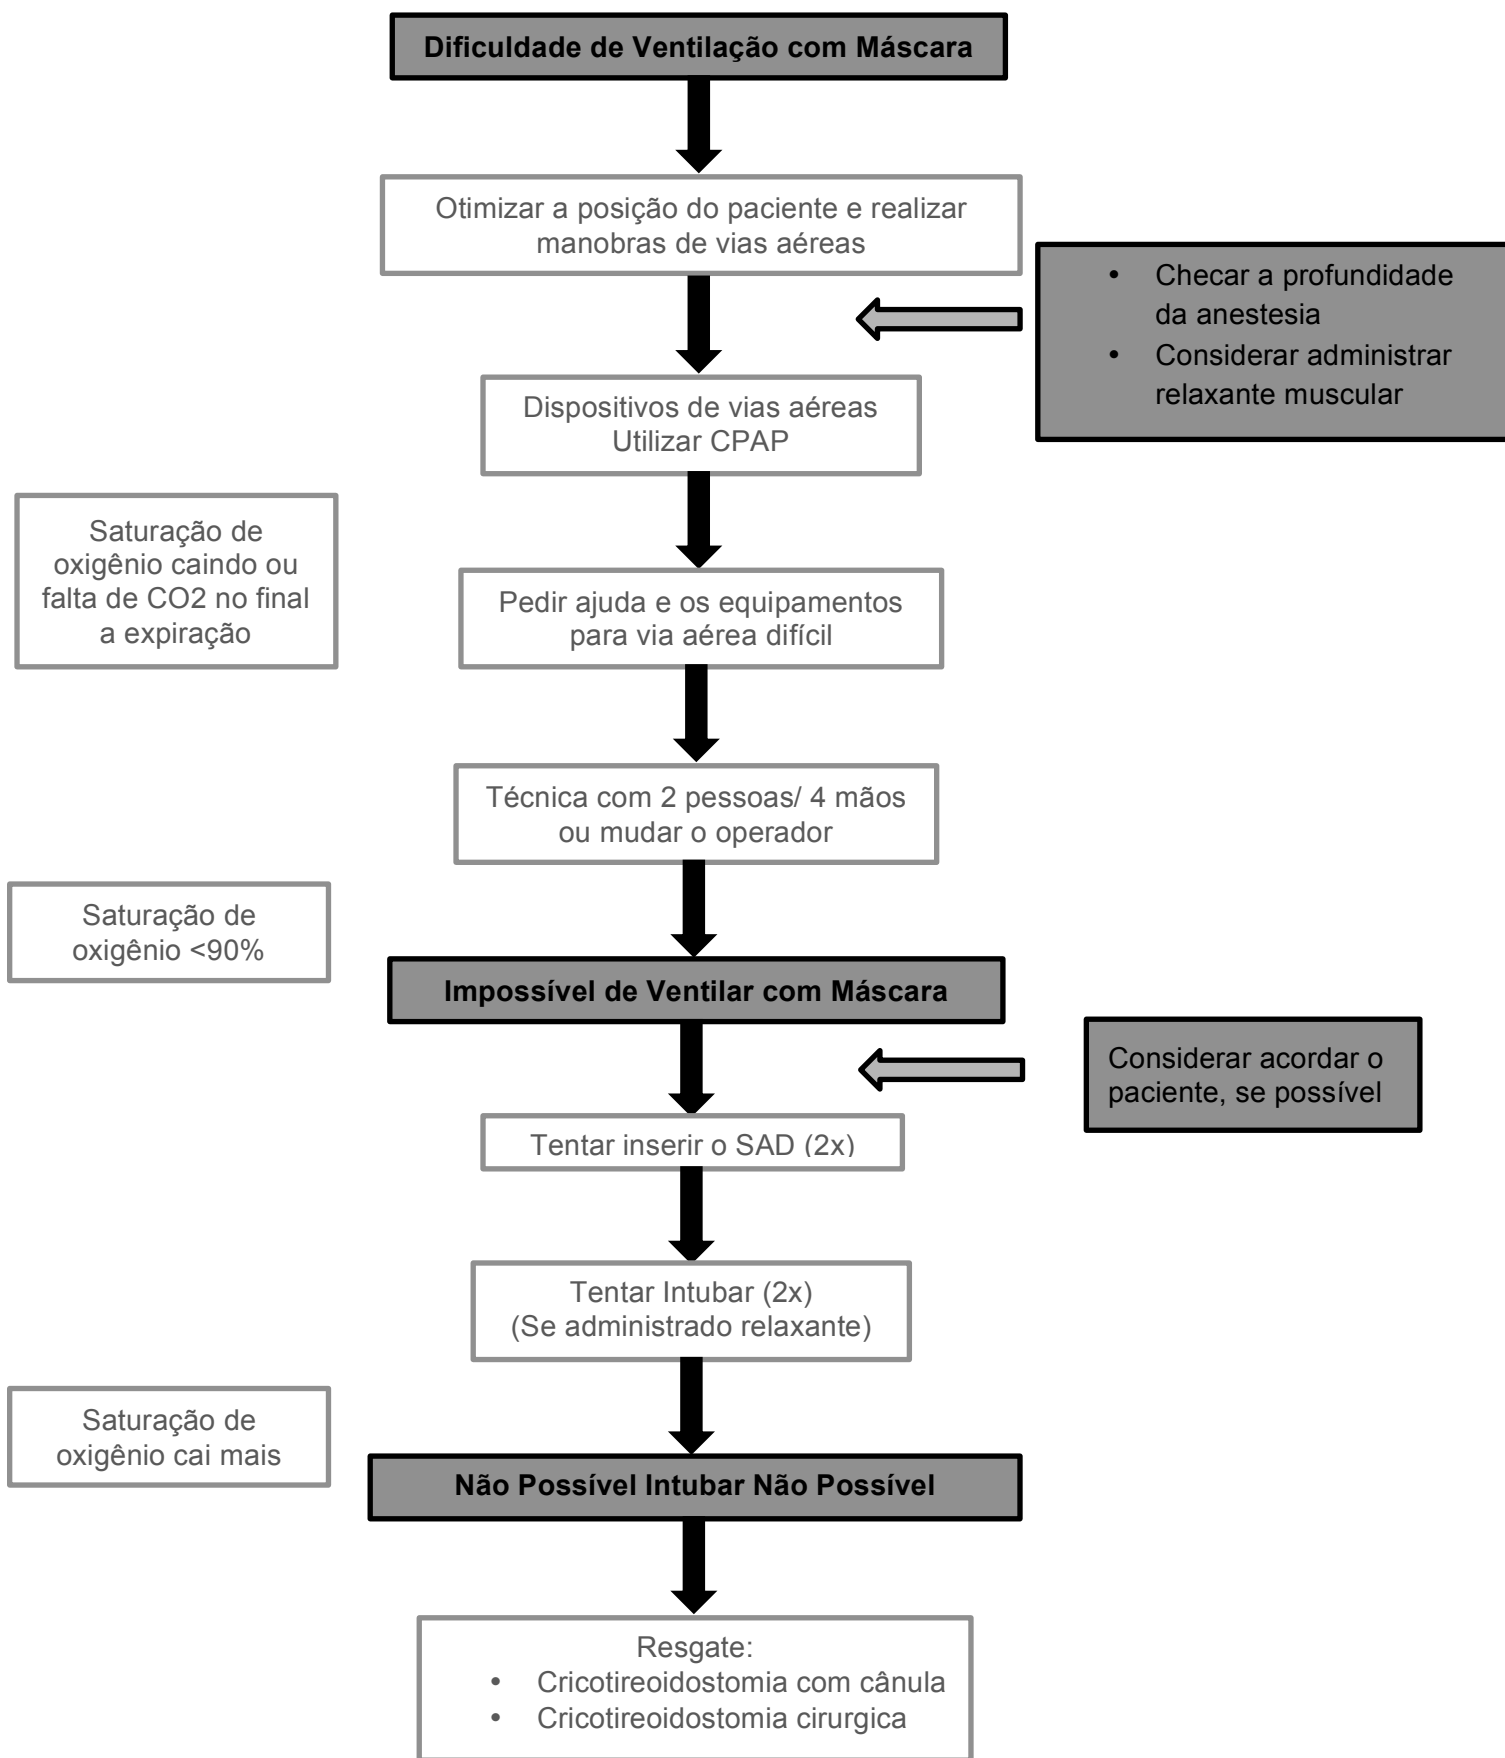 Dificuldade de Ventilação com Máscara
Otimizar a posição do paciente e realizar
manobras de vias aéreas
• Checar a profundidade
da anestesia
• Considerar administrar
relaxante muscular
Dispositivos de vias aéreas
Utilizar CPAP
Saturação de
oxigênio caindo ou
falta de CO2 no final
a expiração
Pedir ajuda e os equipamentos
para via aérea difícil
Técnica com 2 pessoas/ 4 mãos
ou mudar o operador
Saturação de
oxigênio <90%
Impossível de Ventilar com Máscara
Considerar acordar o
paciente, se possível
Tentar inserir o SAD (2x)
Tentar Intubar (2x)
(Se administrado relaxante)
Saturação de
oxigênio cai mais
Não Possível Intubar Não Possível
Resgate:
• Cricotireoidostomia com cânula
• Cricotireoidostomia cirurgica